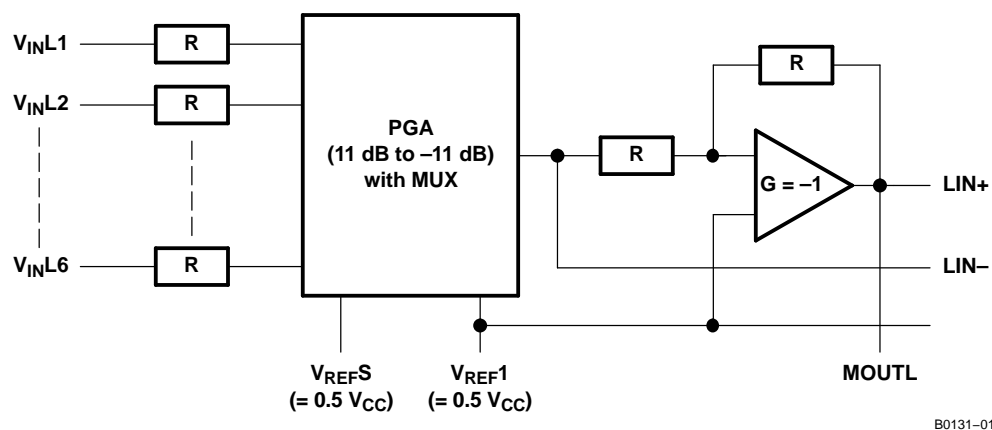 VINL1
R
R
VINL2
R
PGA
(11 dB to –11 dB)
with MUX
R
G = –1
LIN+
VINL6
R
LIN–
VREFS
(= 0.5 VCC)
VREF1
(= 0.5 VCC)
MOUTL
B0131–01